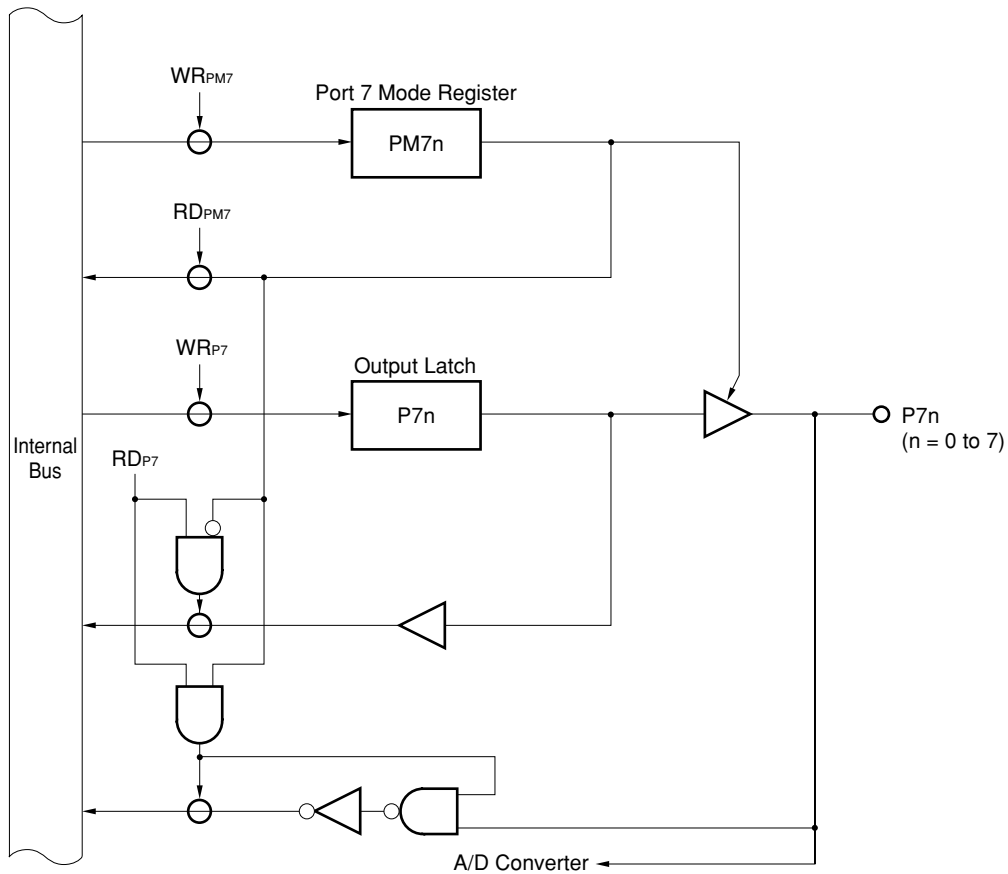 WRPM7
Port 7 Mode Register
PM7n
RDPM7
WRP7
Output Latch
P7n
P7n
(n = 0 to 7)
Internal
Bus
RDP7
A/D Converter